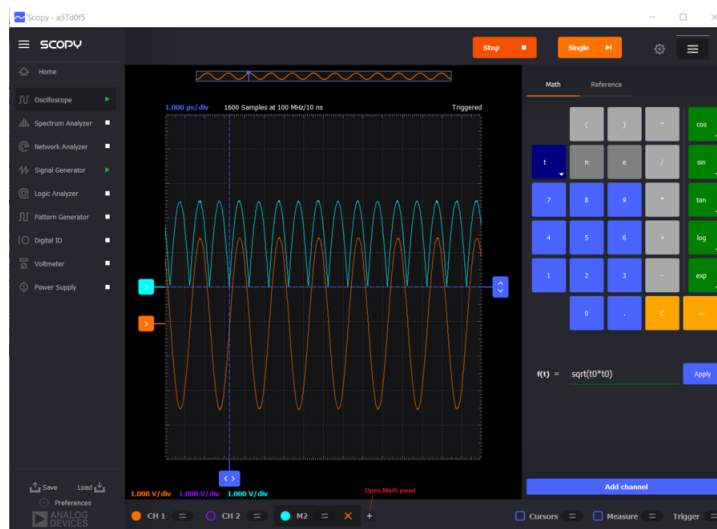 Scopy - a57d0f5
SCOPY
Stop
Single
Home
Oscilloscope
Spectrum Analyzer
Network Analyzer
Signal Generator
Logic Analyzer
Pattern Generator
Digital IO
Voltmeter
Power Supply
Save Load
Preferences
ANALOG
DEVICES
1.000 µs/div 1600 Samples at 100 MHz/10 ns Triggered
1.000 V/div 1.000 V/div 1.000 V/div
Open Math panel
CH 1 CH 2 M2 × +
Math Reference
( ) ^ cos
t n e / sin
7 8 9 * tan
4 5 6 + log
1 2 3 - exp
0 . C ←
f(t) = sqrt(t0*t0) Apply
Add channel
Cursors Measure Trigger